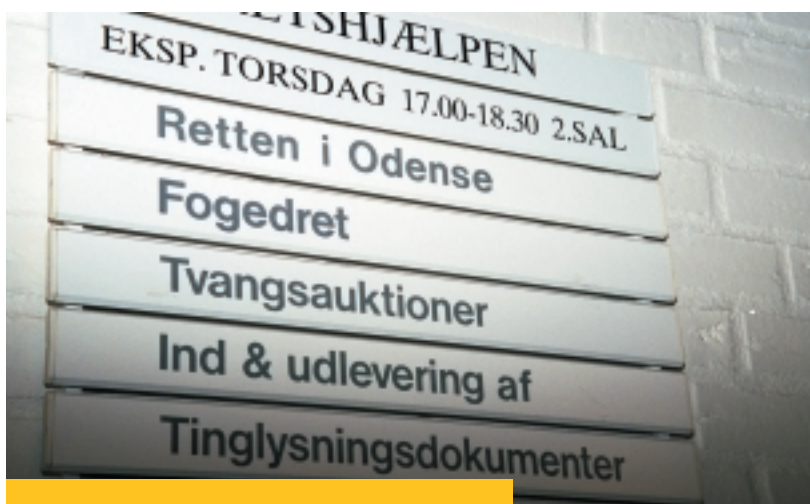 EKSP. TORSDAG 17.00-18.30 2.SAL
Retten i Odense
Fogedret
Tvangsauktioner
Ind & udlevering af
Tinglysningsdokumenter